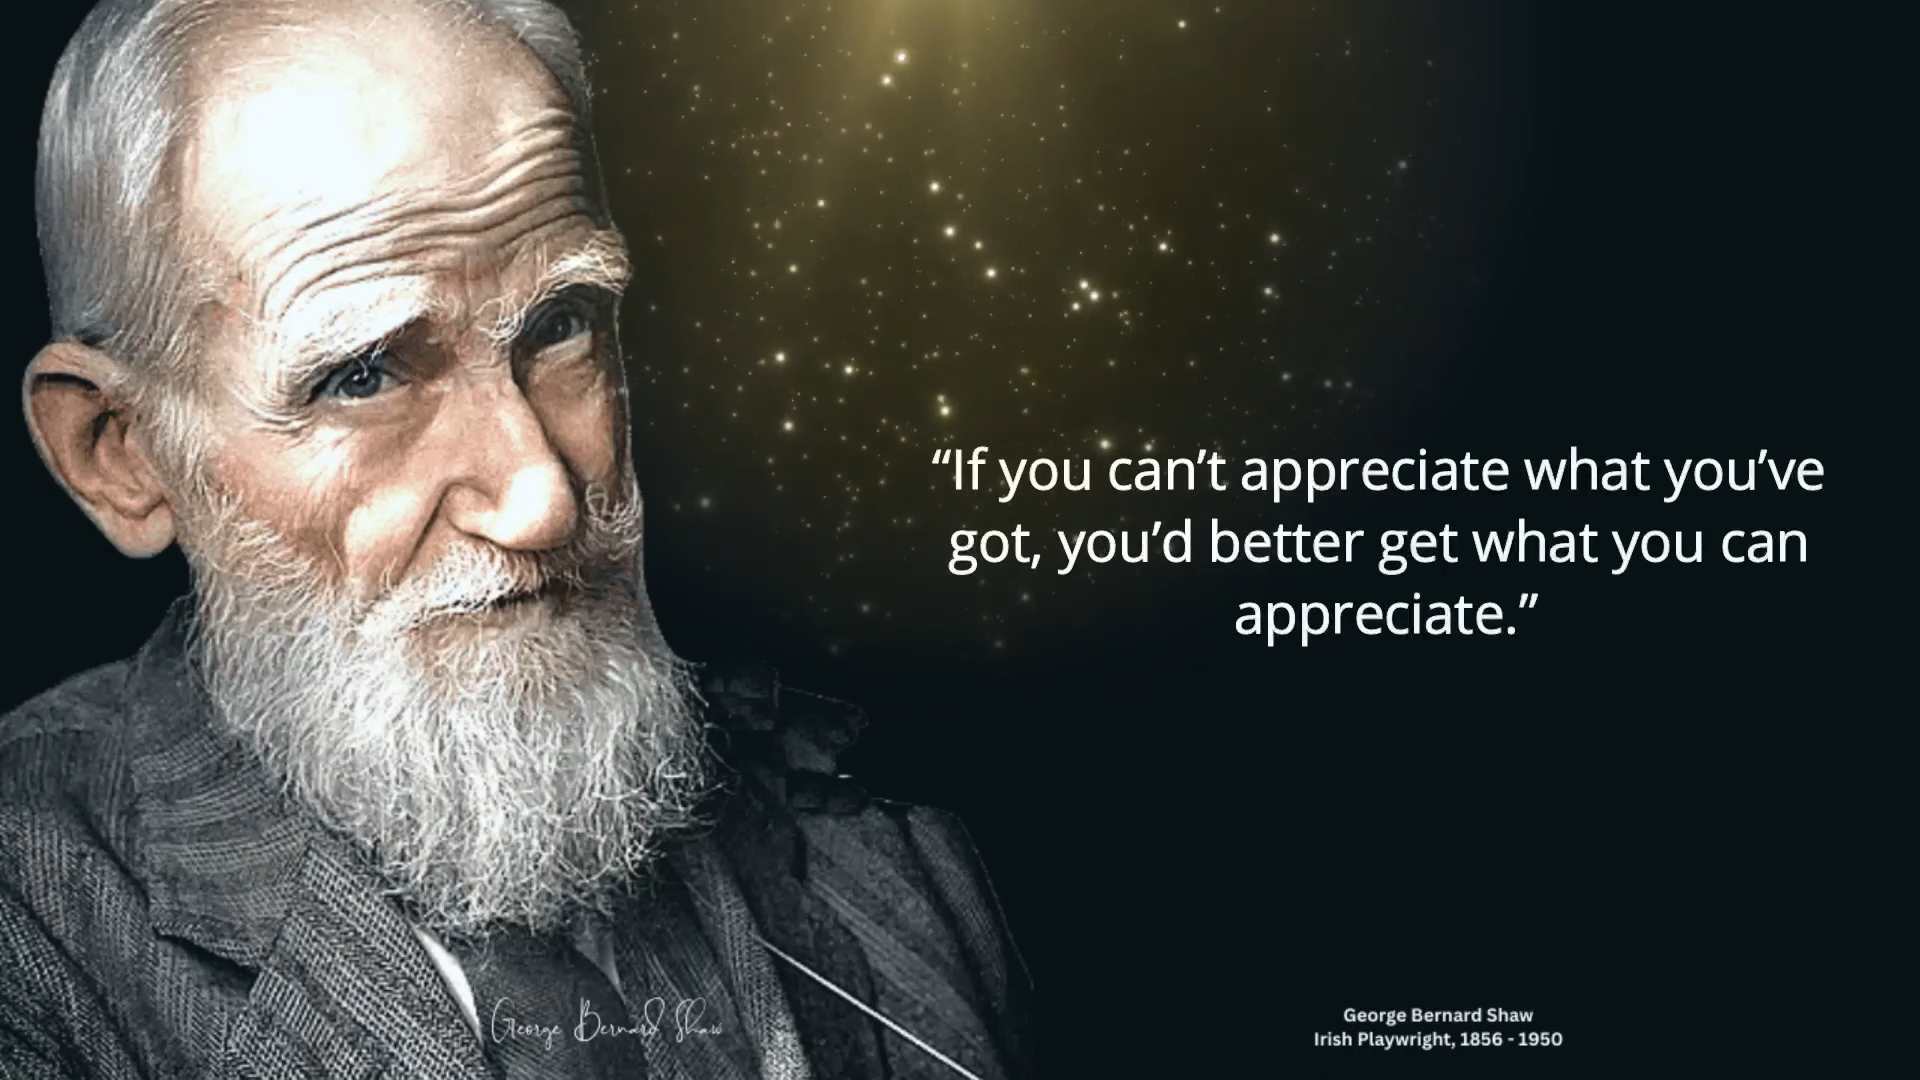 “If you can’t appreciate what you’ve
got, you’d better get what you can
appreciate.”
George Bernard Shaw
George Bernard Shaw
Irish Playwright, 1856 - 1950